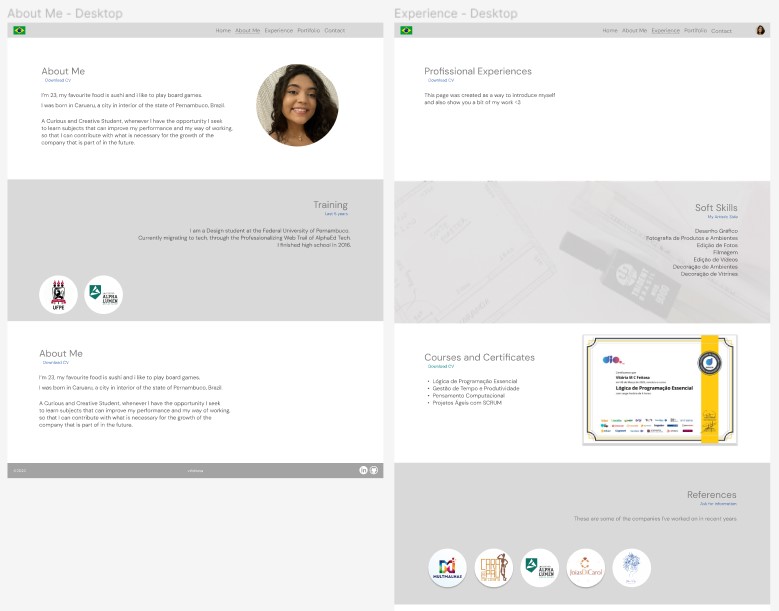 About Me - Desktop
Home About Me Experience Portfolio Contact
About Me
Download CV
I'm 23, my favourite food is sushi and I like to play board games.
I was born in Caruaru, a city in interior of the state of Pernambuco, Brazil.
A Curious and Creative Student, whenever I have the opportunity I seek
to learn subjects that can improve my performance and my way of working,
so that I can contribute with what is necessary for the growth of the
company that is part of in the future.
Training
Last 5 years
I am a Design student at the Federal University of Pernambuco.
Currently migrating to tech, through the Professionalizing Web Trail of AlphaEd Tech.
I finished high school in 2016.
UFPE
ALPHA
LUMEN
About Me
Download CV
I'm 23, my favourite food is sushi and I like to play board games.
I was born in Caruaru, a city in interior of the state of Pernambuco, Brazil
A Curious and Creative Student, whenever I have the opportunity I seek
to learn subjects that can improve my performance and my way of working,
so that I can contribute with what is necessary for the growth of the
company that is part of in the future.
Experience - Desktop
Home About Me Experience Portfolio Contact
Profissional Experiences
Download CV
This page was created as a way to introduce myself
and also show you a bit of my work <3
Soft Skills
My Artistic Side
Desenho Gráfico
Fotografia de Produtos e Ambientes
Edição de Fotos
Filmagem
Edição de Vídeos
Decoração de Ambientes
Decoração de Vitrines
Courses and Certificates
Download CV
• Lógica de Programação Essencial
• Gestão de Tempo e Produtividade
• Pensamento Computacional
• Projetos Ágeis com SCRUM
Vitória M C Feitosa
Lógica de Programação Essencial
References
Ask for Information
These are some of the companies I've worked on in recent years
MULTIMALHAS
ALPHA
LUMEN
Joias D'Carol